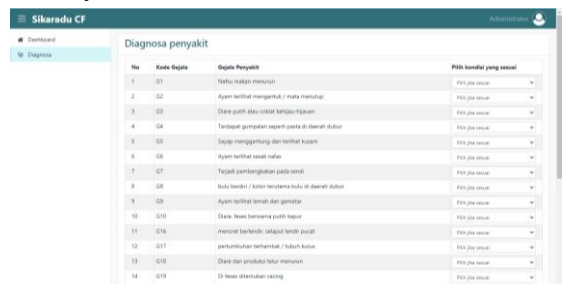 Sikaradu CF
Administrator
Dashboard
Diagnosa
Diagnosa penyakit
No Kode Gejala Gejala Penyakit Pilih kondisi yang sesuai
1 G1 Nafsu makan menurun Pilih jika sesuai
2 G2 Ayam terlihat mengantuk / mata menutup Pilih jika sesuai
3 G3 Diare putih atau coklat kehijau-hijauan Pilih jika sesuai
4 G4 Terdapat gumpalan seperti pasta di daerah dubur Pilih jika sesuai
5 G5 Sayap menggantung dan terlihat kusam Pilih jika sesuai
6 G6 Ayam terlihat sesak nafas Pilih jika sesuai
7 G7 Terjadi pembengkakan pada sendi Pilih jika sesuai
8 G8 bulu berdiri / kotor terutama bulu di daerah dubur Pilih jika sesuai
9 G9 Ayam terlihat lemah dan gemetar Pilih jika sesuai
10 G10 Diare, feses berwarna putih kapur Pilih jika sesuai
11 G16 mencret berlendir, selaput lendir pucat Pilih jika sesuai
12 G17 pertumbuhan terhambat / tubuh kurus Pilih jika sesuai
13 G18 Diare dan produksi telur menurun Pilih jika sesuai
14 G19 Di feses ditemukan cacing Pilih jika sesuai